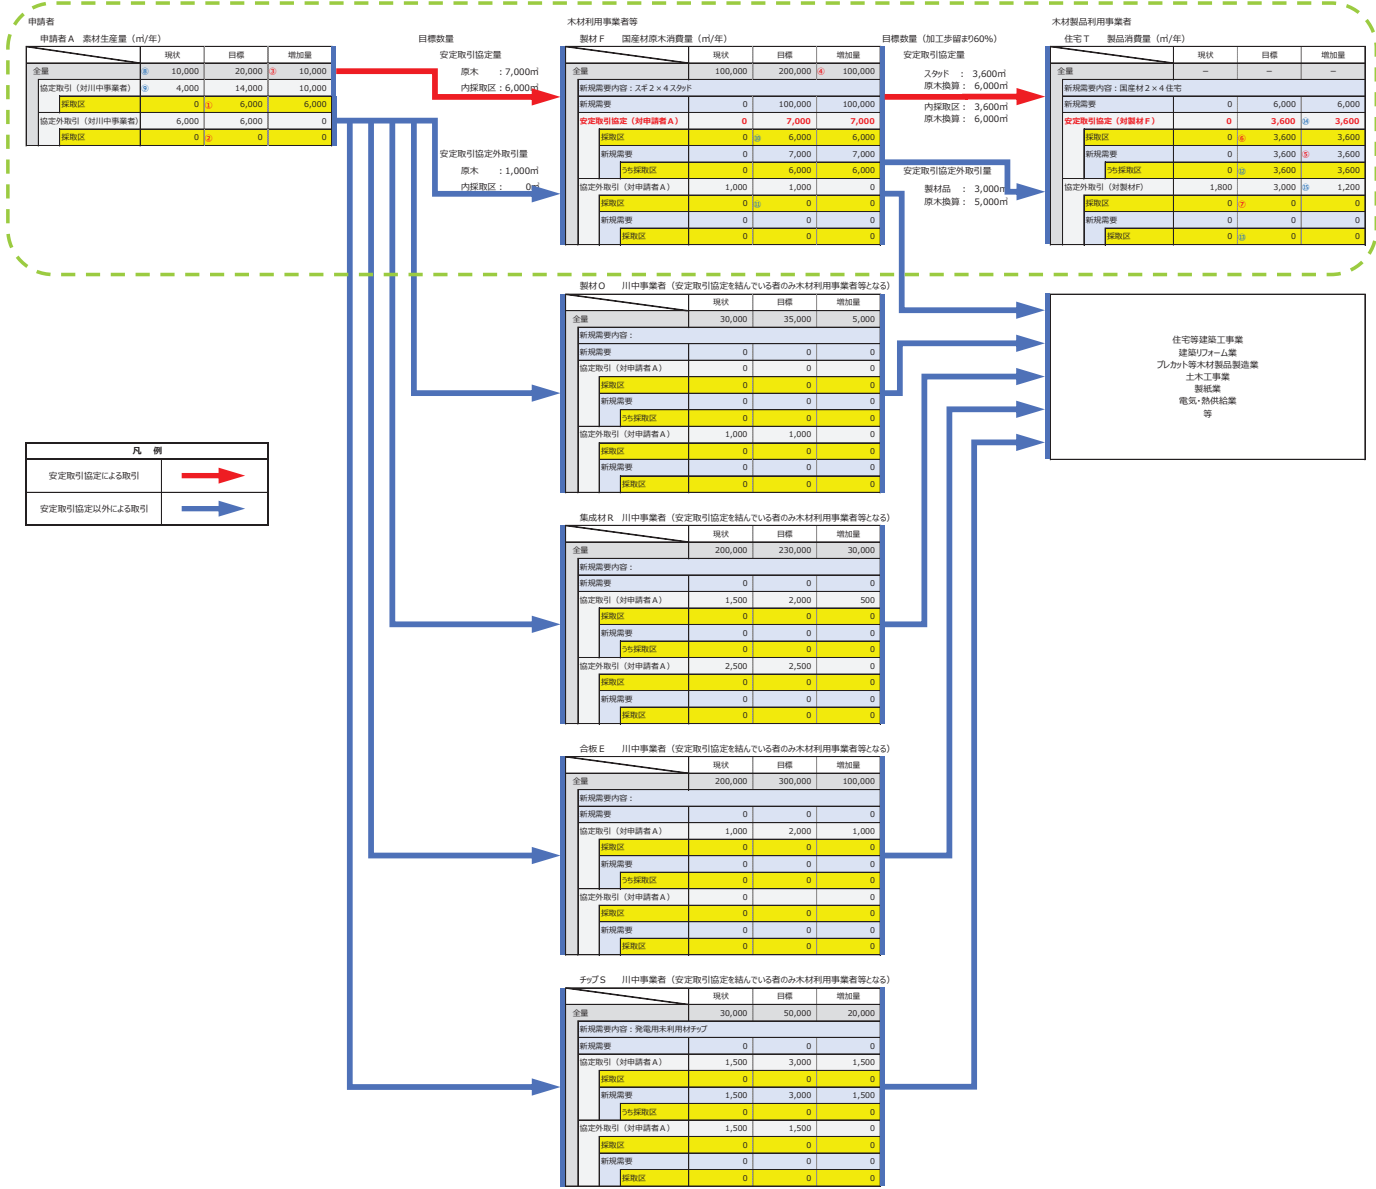 申請者
申請者A　素材生産量（㎥/年）
現状　目標　増加量
全量　⑧ 10,000　20,000　③ 10,000
協定取引（対川中事業者）　⑨ 4,000　14,000　10,000
採取区　0　① 6,000　6,000
協定外取引（対川中事業者）　6,000　6,000　0
採取区　0　② 0　0
目標数量
安定取引協定量
原木　：7,000㎥
内採取区：6,000㎥
安定取引協定外取引量
原木　：1,000㎥
内採取区：　0㎥
木材利用事業者等
製材F　国産材原木消費量（㎥/年）
現状　目標　増加量
全量　100,000　200,000　④ 100,000
新規需要内容：スギ2×4スタッド
新規需要　0　100,000　100,000
安定取引協定（対申請者A）　0　7,000　7,000
採取区　0　⑩ 6,000　6,000
新規需要　0　7,000　7,000
うち採取区　0　6,000　6,000
協定外取引（対申請者A）　1,000　1,000　0
採取区　0　⑪ 0　0
新規需要　0　0　0
採取区　0　0　0
目標数量（加工歩留まり60%）
安定取引協定量
スタッド　：　3,600㎥
原木換算：　6,000㎥
内採取区：　3,600㎥
原木換算：　6,000㎥
安定取引協定外取引量
製材品　：　3,000㎥
原木換算：　5,000㎥
木材製品利用事業者
住宅T　製品消費量（㎥/年）
現状　目標　増加量
全量　－　－　－
新規需要内容：国産材2×4住宅
新規需要　0　6,000　6,000
安定取引協定（対製材F）　0　3,600　⑭ 3,600
採取区　0　⑥ 3,600　3,600
新規需要　0　3,600　⑤ 3,600
うち採取区　0　⑫ 3,600　3,600
協定外取引（対製材F）　1,800　3,000　⑮ 1,200
採取区　0　⑦ 0　0
新規需要　0　0　0
採取区　0　⑬ 0　0
製材O　川中事業者（安定取引協定を結んでいる者のみ木材利用事業者等となる）
現状　目標　増加量
全量　30,000　35,000　5,000
新規需要内容：
新規需要　0　0　0
協定取引（対申請者A）　0　0　0
採取区　0　0　0
新規需要　0　0　0
うち採取区　0　0　0
協定外取引（対申請者A）　1,000　1,000　0
採取区　0　0　0
新規需要　0　0　0
採取区　0　0　0
住宅等建築工事業
建築リフォーム業
プレカット等木材製品製造業
土木工事業
製紙業
電気・熱供給業
等
凡　例
安定取引協定による取引
安定取引協定以外による取引
集成材R　川中事業者（安定取引協定を結んでいる者のみ木材利用事業者等となる）
現状　目標　増加量
全量　200,000　230,000　30,000
新規需要内容：
新規需要　0　0　0
協定取引（対申請者A）　1,500　2,000　500
採取区　0　0　0
新規需要　0　0　0
うち採取区　0　0　0
協定外取引（対申請者A）　2,500　2,500　0
採取区　0　0　0
新規需要　0　0　0
採取区　0　0　0
合板E　川中事業者（安定取引協定を結んでいる者のみ木材利用事業者等となる）
現状　目標　増加量
全量　200,000　300,000　100,000
新規需要内容：
新規需要　0　0　0
協定取引（対申請者A）　1,000　2,000　1,000
採取区　0　0　0
新規需要　0　0　0
うち採取区　0　0　0
協定外取引（対申請者A）　0　0
採取区　0　0　0
新規需要　0　0　0
採取区　0　0　0
チップS　川中事業者（安定取引協定を結んでいる者のみ木材利用事業者等となる）
現状　目標　増加量
全量　30,000　50,000　20,000
新規需要内容：発電用未利用材チップ
新規需要　0　0　0
協定取引（対申請者A）　1,500　3,000　1,500
採取区　0　0　0
新規需要　1,500　3,000　1,500
うち採取区　0　0　0
協定外取引（対申請者A）　1,500　1,500　0
採取区　0　0　0
新規需要　0　0　0
採取区　0　0　0